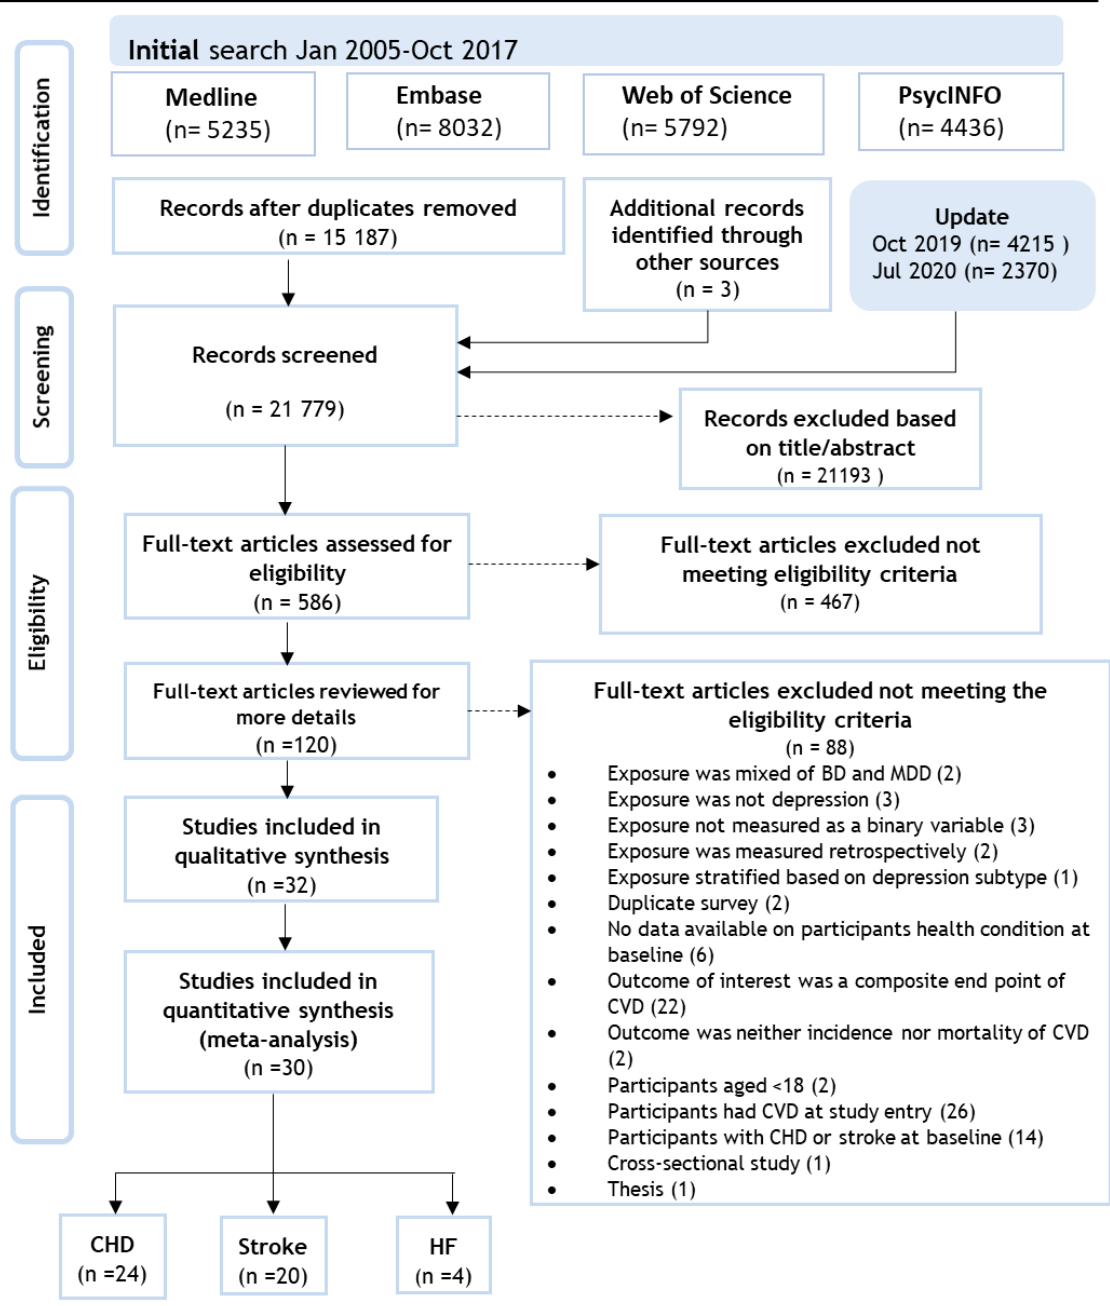 Identification
Initial search Jan 2005-Oct 2017
Medline
(n= 5235)
Embase
(n= 8032)
Web of Science
(n= 5792)
PsycINFO
(n= 4436)
Records after duplicates removed
(n = 15 187)
Additional records
identified through
other sources
(n = 3)
Update
Oct 2019 (n= 4215 )
Jul 2020 (n= 2370)
Screening
Records screened
(n = 21 779)
Records excluded based
on title/abstract
(n = 21193 )
Eligibility
Full-text articles assessed for
eligibility
(n = 586)
Full-text articles excluded not
meeting eligibility criteria
(n = 467)
Full-text articles reviewed for
more details
(n =120)
Full-text articles excluded not meeting the
eligibility criteria
(n = 88)
• Exposure was mixed of BD and MDD (2)
• Exposure was not depression (3)
• Exposure not measured as a binary variable (3)
• Exposure was measured retrospectively (2)
• Exposure stratified based on depression subtype (1)
• Duplicate survey (2)
• No data available on participants health condition at
baseline (6)
• Outcome of interest was a composite end point of
CVD (22)
• Outcome was neither incidence nor mortality of CVD
(2)
• Participants aged <18 (2)
• Participants had CVD at study entry (26)
• Participants with CHD or stroke at baseline (14)
• Cross-sectional study (1)
• Thesis (1)
Included
Studies included in
qualitative synthesis
(n =32)
Studies included in
quantitative synthesis
(meta-analysis)
(n =30)
CHD
(n =24)
Stroke
(n =20)
HF
(n =4)